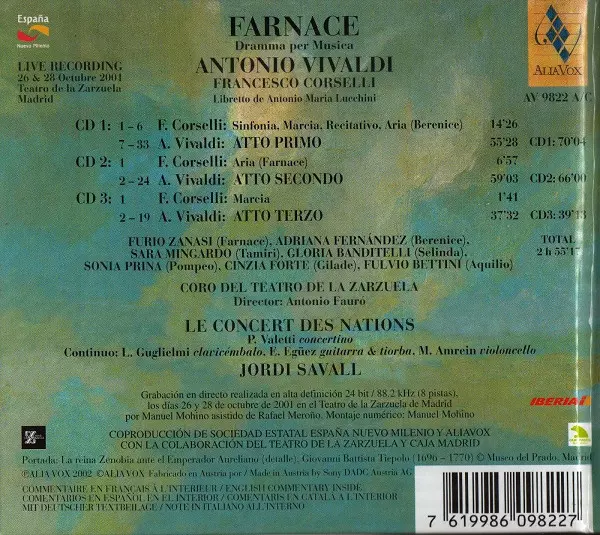 España
Nuevo Milenio
FARNACE
Dramma per Musica
ANTONIO VIVALDI
FRANCESCO CORSELLI
Libretto de Antonio Maria Lucchini
LIVE RECORDING
26 & 28 Octubre 2001
Teatro de la Zarzuela
Madrid
ALIAVOX
AV 9822 A/C
CD 1: 1-6 F. Corselli: Sinfonia, Marcia, Recitativo, Aria (Berenice) 14'26
7-33 A. Vivaldi: ATTO PRIMO 55'28 CD1: 70'04
CD 2: 1 F. Corselli: Aria (Farnace) 6'57
2-24 A. Vivaldi: ATTO SECONDO 59'03 CD2: 66'00
CD 3: 1 F. Corselli: Marcia 1'41
2-19 A. Vivaldi: ATTO TERZO 37'32 CD3: 39'13
FURIO ZANASI (Farnace), ADRIANA FERNÁNDEZ (Berenice),
SARA MINGARDO (Tamiri), GLORIA BANDITELLI (Selinda),
SONIA PRINA (Pompeo), CINZIA FORTE (Gilade), FULVIO BETTINI (Aquilio)
TOTAL
2 h 55'17
CORO DEL TEATRO DE LA ZARZUELA
Director: Antonio Fauró
LE CONCERT DES NATIONS
P. Valetti concertino
Continuo: L. Guglielmi clavicémbalo, E. Egüez guitarra & tiorba, M. Amrein violoncello
JORDI SAVALL
Grabación en directo realizada en alta definición 24 bit / 88.2 kHz (8 pistas),
los días 26 y 28 de octubre de 2001 en el Teatro de la Zarzuela de Madrid
por Manuel Mohino asistido de Rafael Meroño. Montaje numérico: Manuel Mohino
IBERIA
COPRODUCCIÓN DE SOCIEDAD ESTATAL ESPAÑA NUEVO MILENIO Y ALIAVOX
CON LA COLABORACIÓN DEL TEATRO DE LA ZARZUELA Y CAJA MADRID
Portada: La reina Zenobia ante el Emperador Aureliano (detalle), Giovanni Battista Tiepolo (1696 – 1770) © Museo del Prado, Madrid
℗ALIA VOX 2002 ©ALIAVOX Fabricado en Austria por / Made in Austria by Sony DADC Austria AG
COMMENTAIRE EN FRANÇAIS À L'INTERIEUR / ENGLISH COMMENTARY INSIDE
COMENTARIOS EN ESPAÑOL EN EL INTERIOR / COMENTARIS EN CATALÀ A L'INTERIOR
MIT DEUTSCHER TEXTBEILAGE / NOTE IN ITALIANO ALL'INTERNO
7 619986 098227